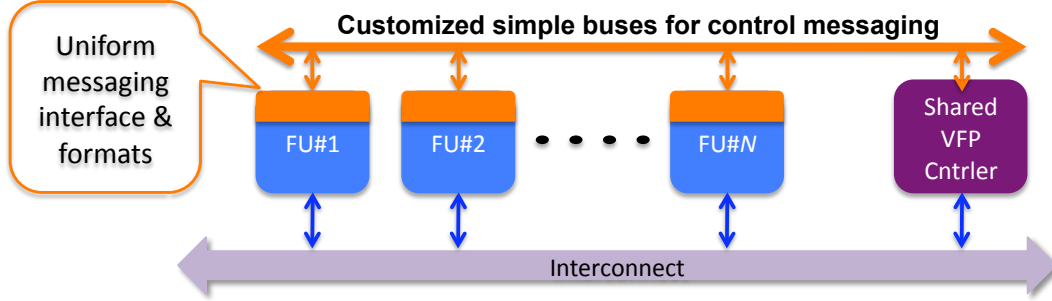 Customized simple buses for control messaging
Uniform
messaging
interface &
formats
FU#1
FU#2
FU#N
Shared
VFP
Cntrler
Interconnect